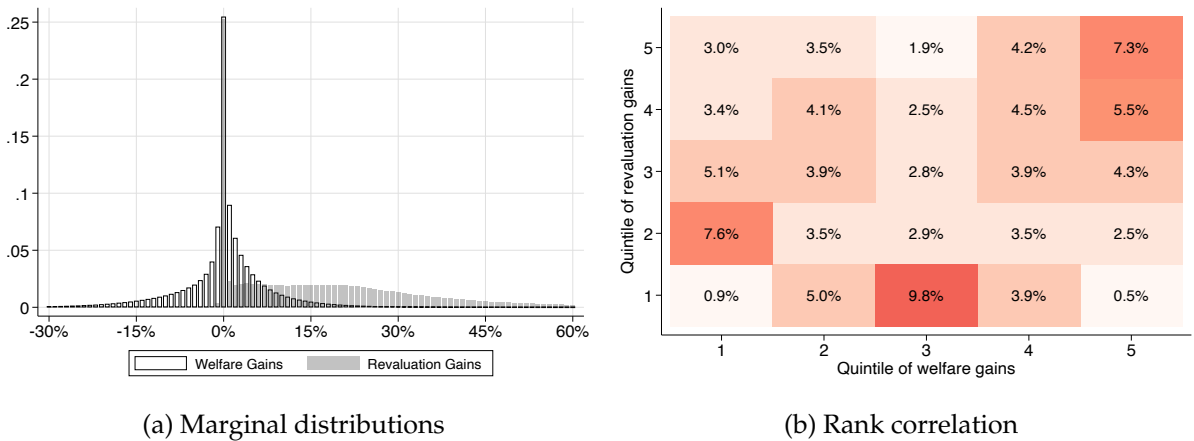 .25
.2
.15
.1
.05
0
-30% -15% 0% 15% 30% 45% 60%
Welfare Gains Revaluation Gains
(a) Marginal distributions
Quintile of revaluation gains
5 3.0% 3.5% 1.9% 4.2% 7.3%
4 3.4% 4.1% 2.5% 4.5% 5.5%
3 5.1% 3.9% 2.8% 3.9% 4.3%
2 7.6% 3.5% 2.9% 3.5% 2.5%
1 0.9% 5.0% 9.8% 3.9% 0.5%
1 2 3 4 5
Quintile of welfare gains
(b) Rank correlation